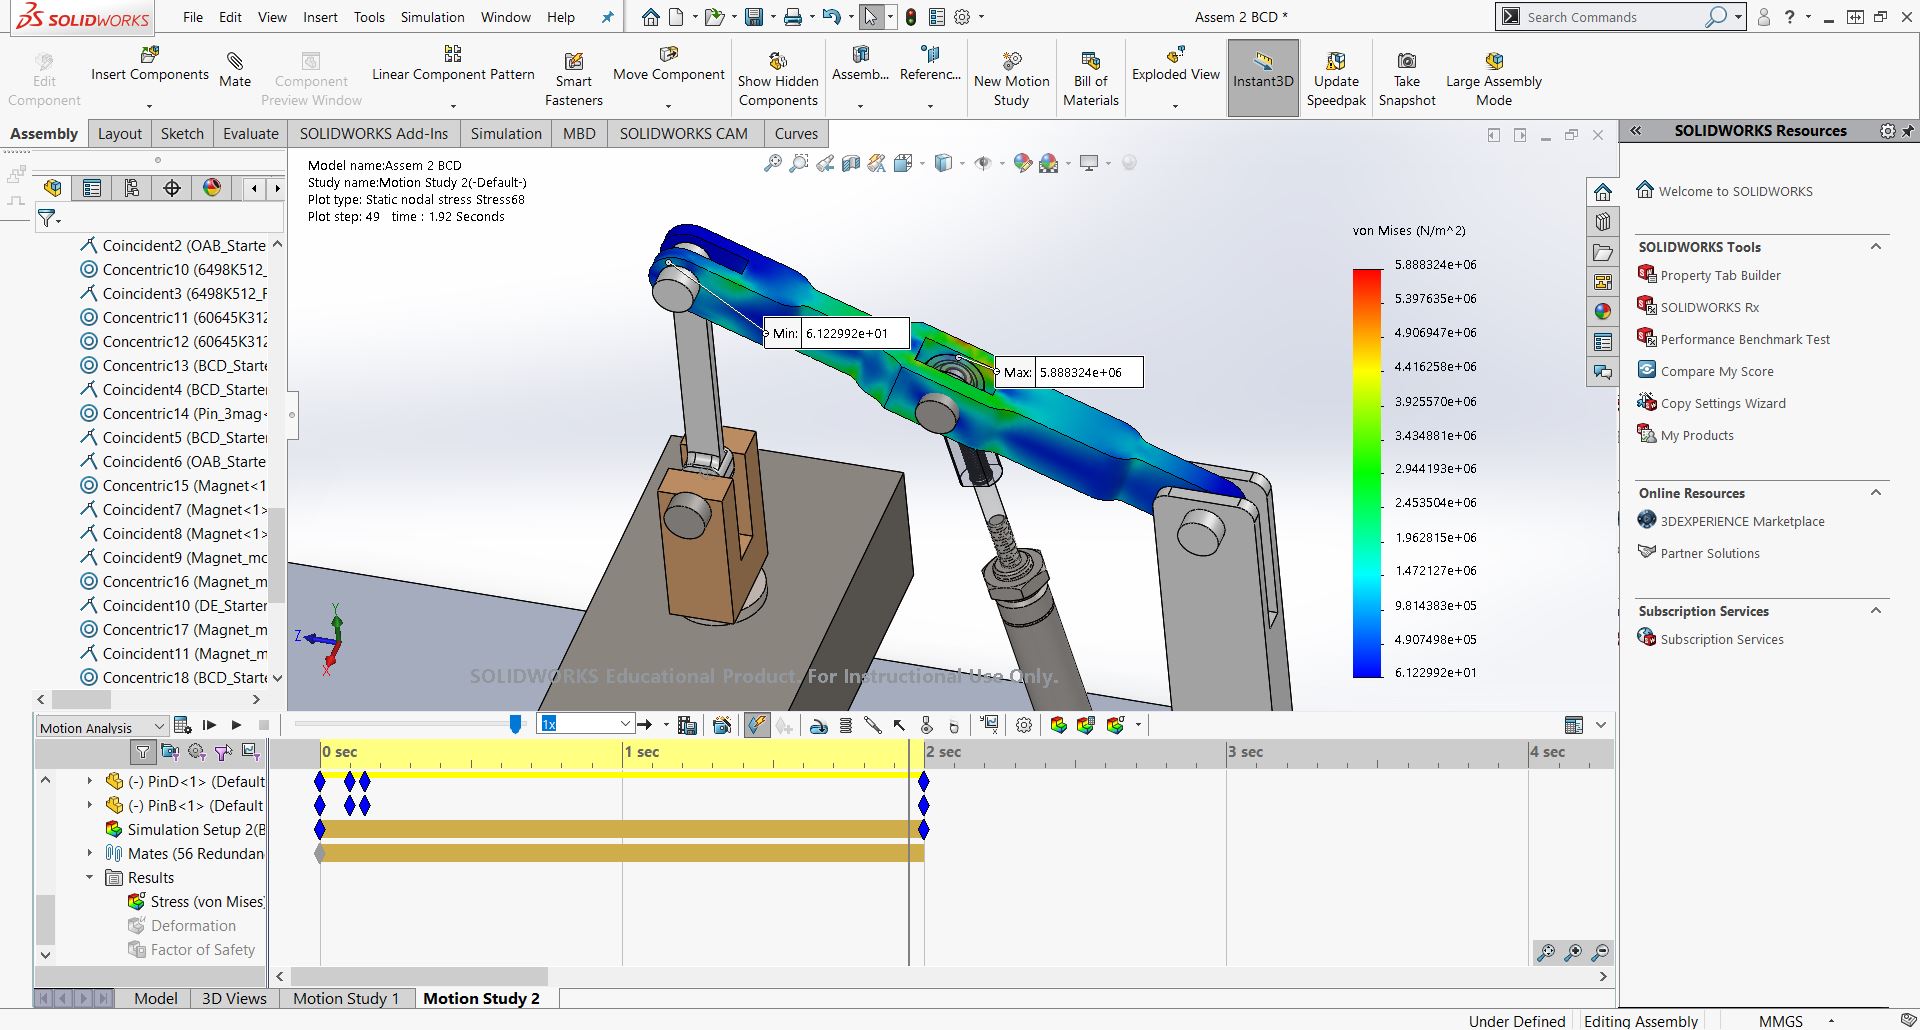 SOLIDWORKS
File Edit View Insert Tools Simulation Window Help
Assem 2 BCD *
Search Commands
Edit Component
Insert Components
Mate
Component Preview Window
Linear Component Pattern
Smart Fasteners
Move Component
Show Hidden Components
Assemb...
Referenc...
New Motion Study
Bill of Materials
Exploded View
Instant3D
Update Speedpak
Take Snapshot
Large Assembly Mode
Assembly Layout Sketch Evaluate SOLIDWORKS Add-Ins Simulation MBD SOLIDWORKS CAM Curves
Coincident2 (OAB_Starte
Concentric10 (6498K512_
Coincident3 (6498K512_F
Concentric11 (60645K312
Concentric12 (60645K312
Concentric13 (BCD_Starte
Coincident4 (BCD_Starter
Concentric14 (Pin_3mag<
Coincident5 (BCD_Starter
Coincident6 (OAB_Starte
Concentric15 (Magnet<1
Coincident7 (Magnet<1>
Coincident8 (Magnet<1>
Coincident9 (Magnet_mc
Concentric16 (Magnet_m
Coincident10 (DE_Starter
Concentric17 (Magnet_m
Coincident11 (Magnet_m
Concentric18 (BCD_Starte
Model name:Assem 2 BCD
Study name:Motion Study 2(-Default-)
Plot type: Static nodal stress Stress68
Plot step: 49 time : 1.92 Seconds
Min: 6.122992e+01
Max: 5.888324e+06
von Mises (N/m^2)
5.888324e+06
5.397635e+06
4.906947e+06
4.416258e+06
3.925570e+06
3.434881e+06
2.944193e+06
2.453504e+06
1.962815e+06
1.472127e+06
9.814383e+05
4.907498e+05
6.122992e+01
Y
Z
X
SOLIDWORKS Educational Product. For Instructional Use Only.
SOLIDWORKS Resources
Welcome to SOLIDWORKS
SOLIDWORKS Tools
Property Tab Builder
SOLIDWORKS Rx
Performance Benchmark Test
Compare My Score
Copy Settings Wizard
My Products
Online Resources
3DEXPERIENCE Marketplace
Partner Solutions
Subscription Services
Subscription Services
Motion Analysis
1x
0 sec 1 sec 2 sec 3 sec 4 sec
(-) PinD<1> (Default
(-) PinB<1> (Default
Simulation Setup 2(B
Mates (56 Redundan
Results
Stress (von Mises)
Deformation
Factor of Safety
Model 3D Views Motion Study 1 Motion Study 2
Under Defined Editing Assembly MMGS